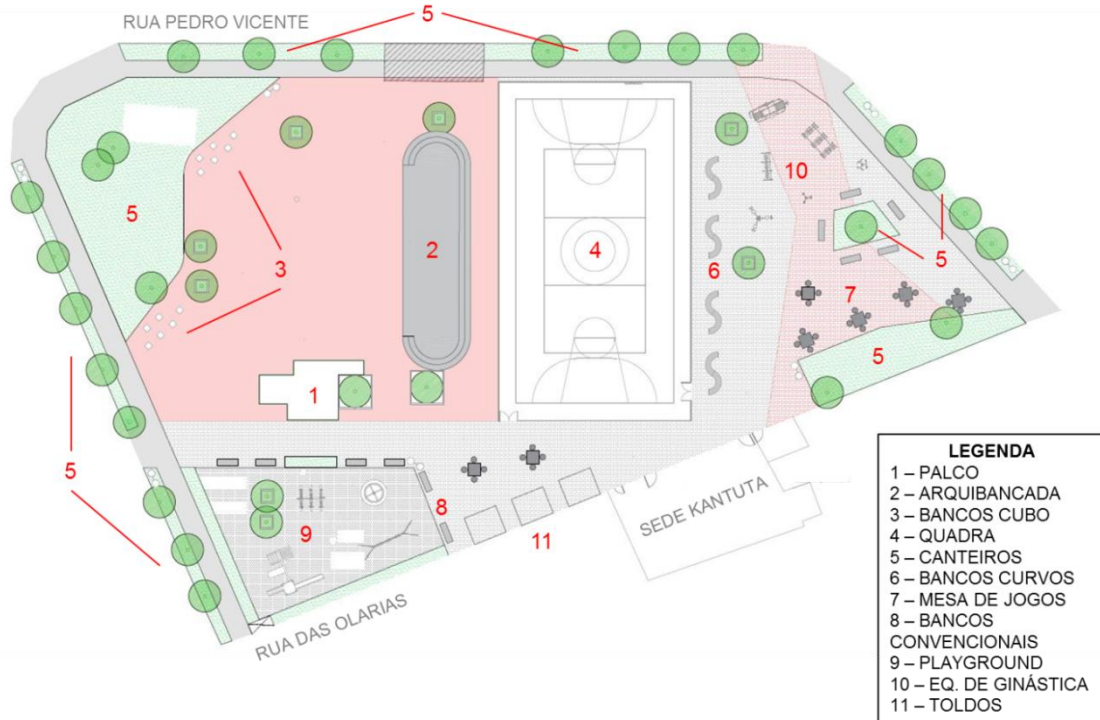 RUA PEDRO VICENTE
5
10
5
3
2
4
6
5
7
1
5
5
9
8
11
SEDE KANTUTA
RUA DAS OLARIAS
LEGENDA
1 – PALCO
2 – ARQUIBANCADA
3 – BANCOS CUBO
4 – QUADRA
5 – CANTEIROS
6 – BANCOS CURVOS
7 – MESA DE JOGOS
8 – BANCOS
CONVENCIONAIS
9 – PLAYGROUND
10 – EQ. DE GINÁSTICA
11 – TOLDOS